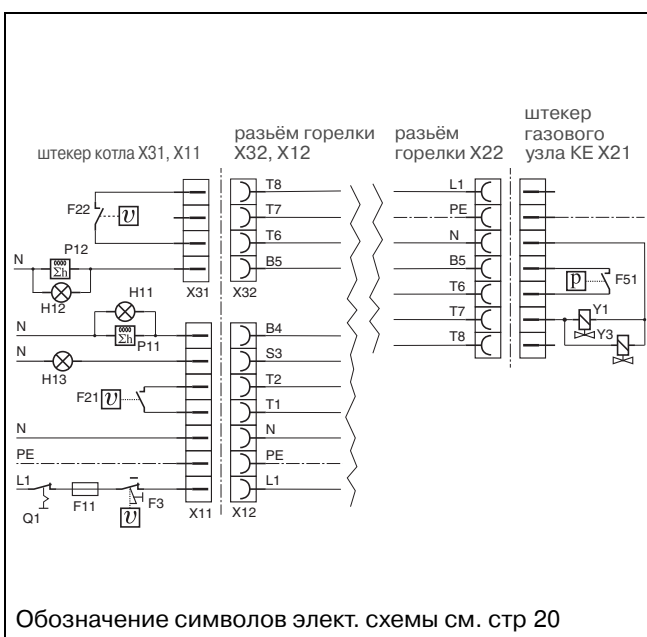 штекер котла X31, X11
разъём горелки
X32, X12
разъём
горелки X22
штекер
газового
узла КЕ X21
F22
υ
T8
T7
T6
B5
N
P12
Σh
H12
X31
X32
H11
N
Σh
P11
B4
N
H13
S3
F21
υ
T2
T1
N
N
PE
PE
L1
L1
Q1
F11
F3
υ
X11
X12
L1
PE
N
B5
T6
T7
T8
P
F51
Y1
Y3
Обозначение символов элект. схемы см. стр 20